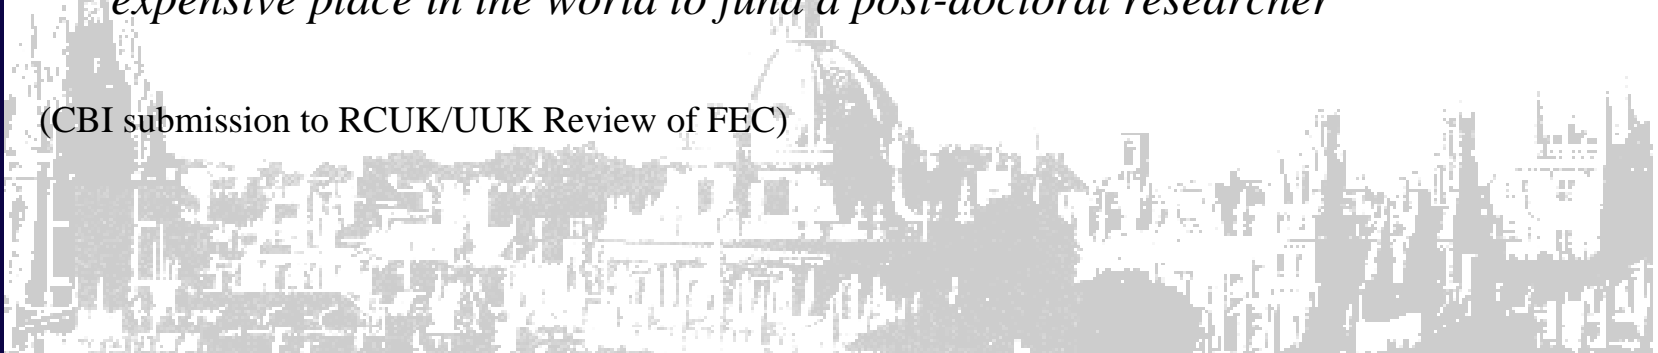 expensive place in the world to fund a post-doctoral researcher
(CBI submission to RCUK/UUK Review of FEC)